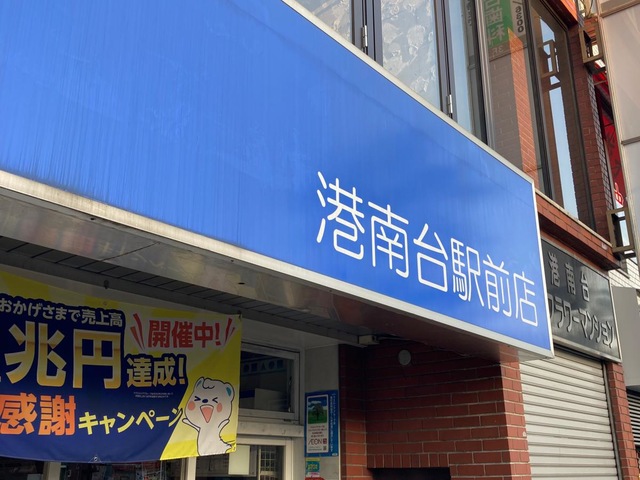 港南台駅前店
港南台
フラワーマンション
おかげさまで売上高
兆円達成!
開催中!
感謝キャンペーン